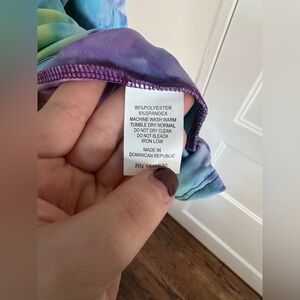 95%POLYESTER
5%SPANDEX
MACHINE WASH WARM
TUMBLE DRY NORMAL
DO NOT DRY CLEAN
DO NOT BLEACH
IRON LOW
MADE IN
DOMINICAN REPUBLIC
RN